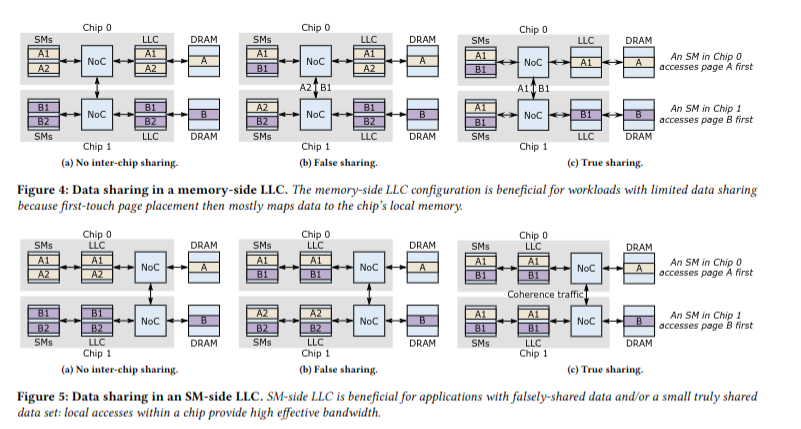 Chip 0
SMs
LLC
DRAM
A1
A2
NoC
A1
A2
A
B1
B2
NoC
B1
B2
B
SMs
LLC
DRAM
Chip 1
(a) No inter-chip sharing.
Chip 0
SMs
LLC
DRAM
A1
B1
NoC
A1
A2
A
A2
B1
A2
B2
NoC
B1
B2
B
SMs
LLC
DRAM
Chip 1
(b) False sharing.
Chip 0
SMs
LLC
DRAM
A1
B1
NoC
A1
A
An SM in Chip 0
accesses page A first
A1
B1
A1
B1
NoC
B1
B
An SM in Chip 1
accesses page B first
SMs
LLC
DRAM
Chip 1
(c) True sharing.
Figure 4: Data sharing in a memory-side LLC. The memory-side LLC configuration is beneficial for workloads with limited data sharing
because first-touch page placement then mostly maps data to the chip's local memory.
Chip 0
SMs
LLC
DRAM
A1
A2
A1
A2
NoC
A
B1
B2
B1
B2
NoC
B
SMs
LLC
DRAM
Chip 1
(a) No inter-chip sharing.
Chip 0
SMs
LLC
DRAM
A1
B1
A1
B1
NoC
A
A2
B2
A2
B2
NoC
B
SMs
LLC
DRAM
Chip 1
(b) False sharing.
Chip 0
SMs
LLC
DRAM
A1
B1
A1
B1
NoC
A
An SM in Chip 0
accesses page A first
Coherence traffic
A1
B1
A1
B1
NoC
B
An SM in Chip 1
accesses page B first
SMs
LLC
DRAM
Chip 1
(c) True sharing.
Figure 5: Data sharing in an SM-side LLC. SM-side LLC is beneficial for applications with falsely-shared data and/or a small truly shared
data set: local accesses within a chip provide high effective bandwidth.